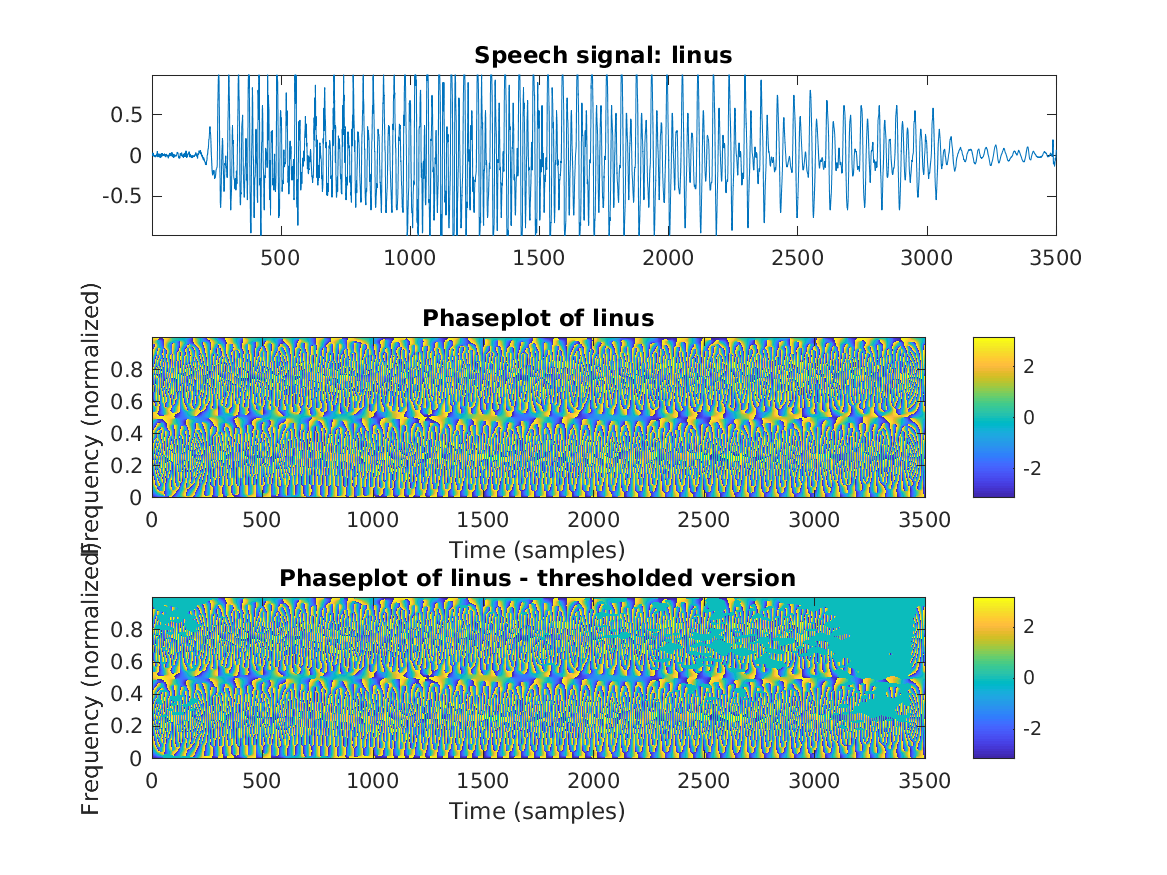 Speech signal: linus
0.5
0
-0.5
500 1000 1500 2000 2500 3000 3500
Phaseplot of linus
Frequency (normalized)
0.8
0.6
0.4
0.2
0
2
0
-2
0 500 1000 1500 2000 2500 3000 3500
Time (samples)
Phaseplot of linus - thresholded version
Frequency (normalized)
0.8
0.6
0.4
0.2
0
2
0
-2
0 500 1000 1500 2000 2500 3000 3500
Time (samples)